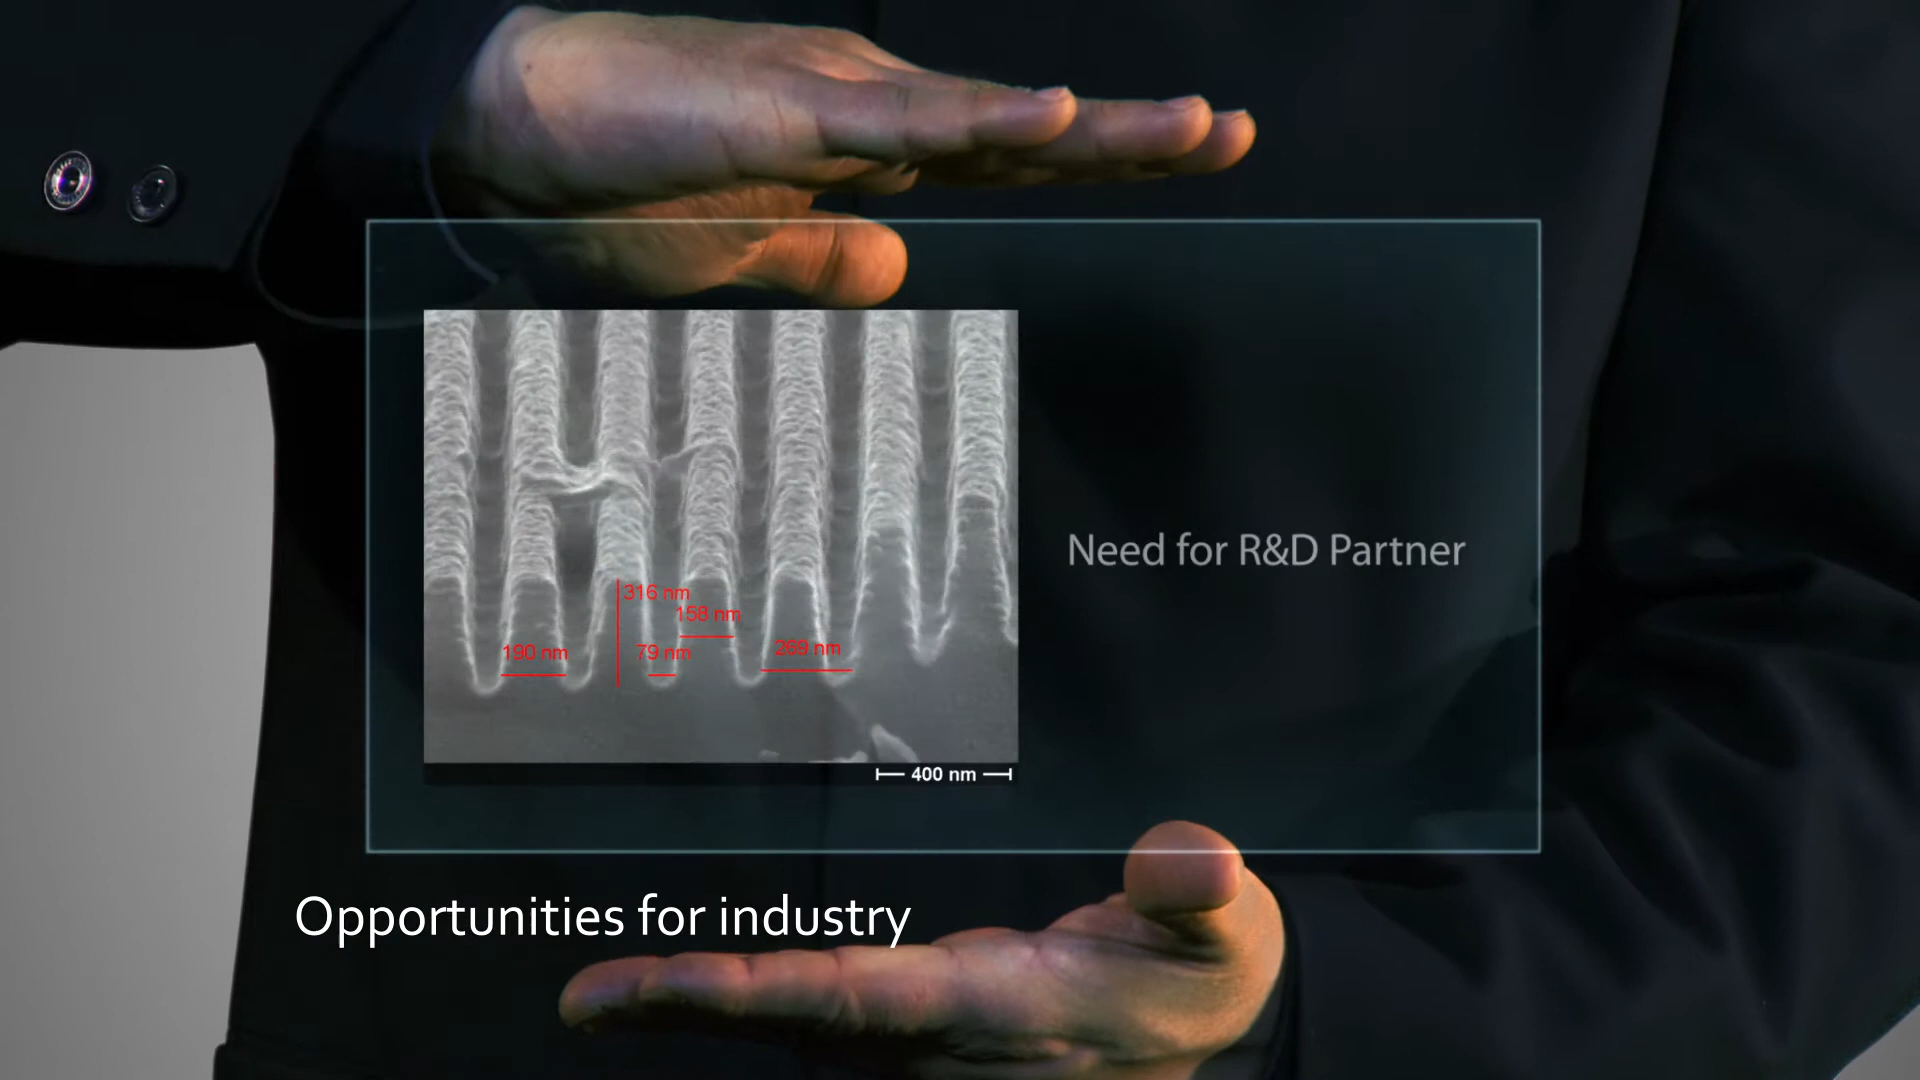 316 nm
158 nm
190 nm
79 nm
269 nm
400 nm
Need for R&D Partner
Opportunities for industry